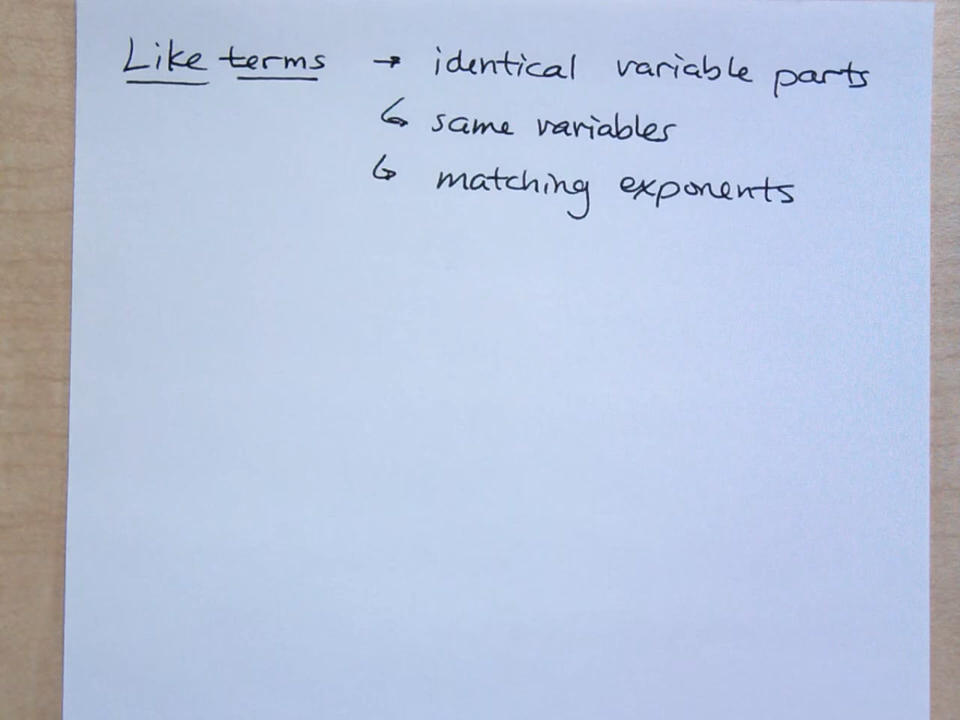 Like terms → identical variable parts
↳ same variables
↳ matching exponents